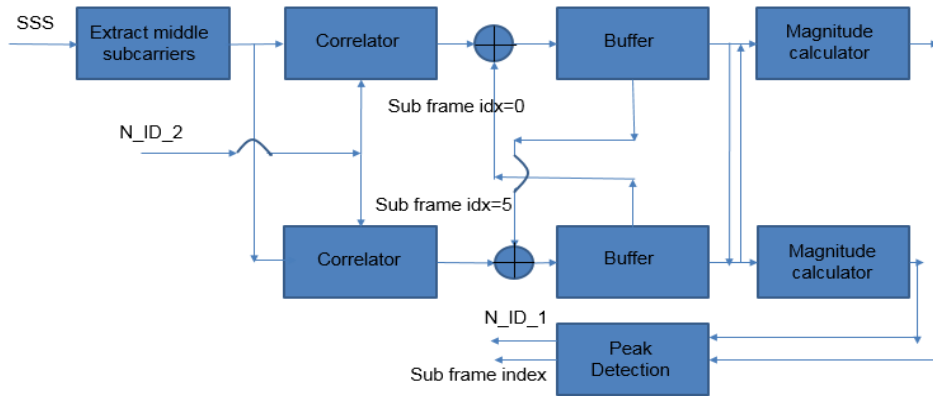 SSS
Extract middle
subcarriers
Correlator
Buffer
Magnitude
calculator
Sub frame idx=0
N_ID_2
Sub frame idx=5
Correlator
Buffer
Magnitude
calculator
N_ID_1
Peak
Detection
Sub frame index